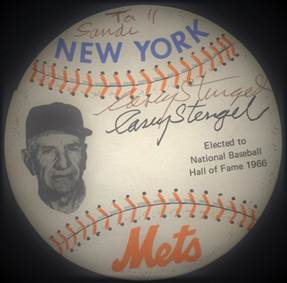 To
Sandi
NEW YORK
Casey Stengel
Casey Stengel
Elected to
National Baseball
Hall of Fame 1966
Mets